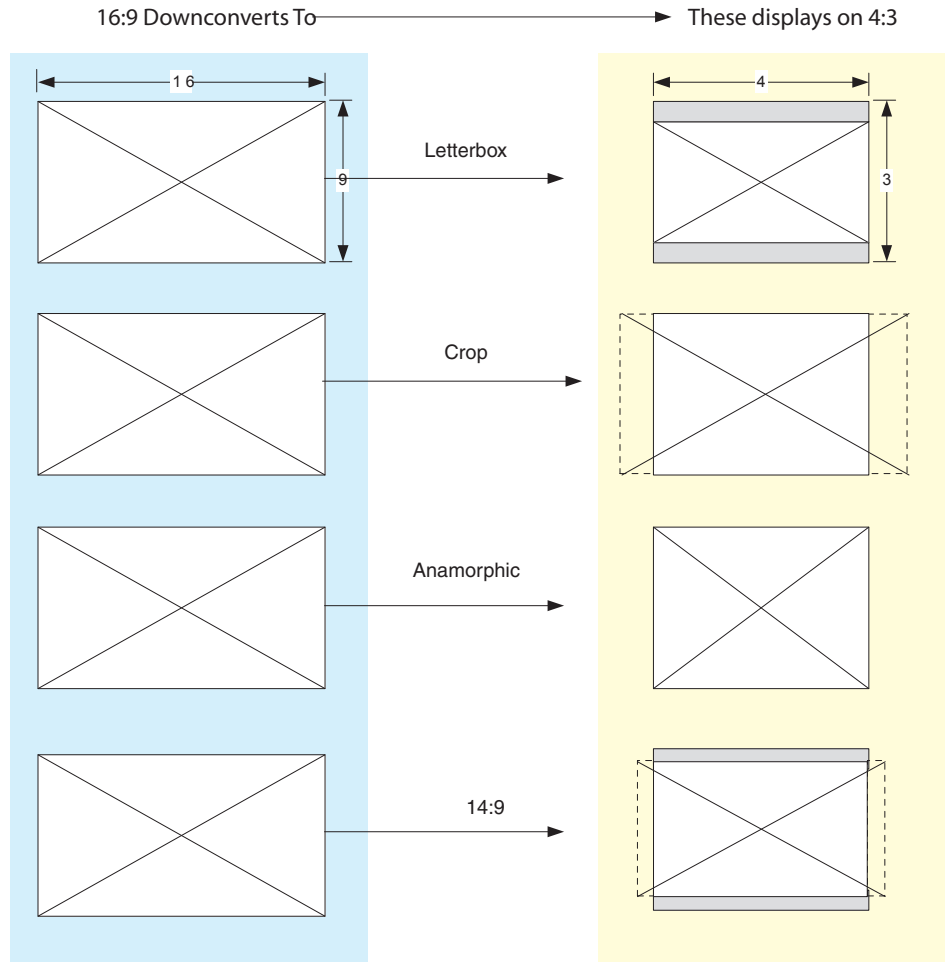 16:9 Downconverts To These displays on 4:3
16
4
Letterbox
9
3
Crop
Anamorphic
14:9